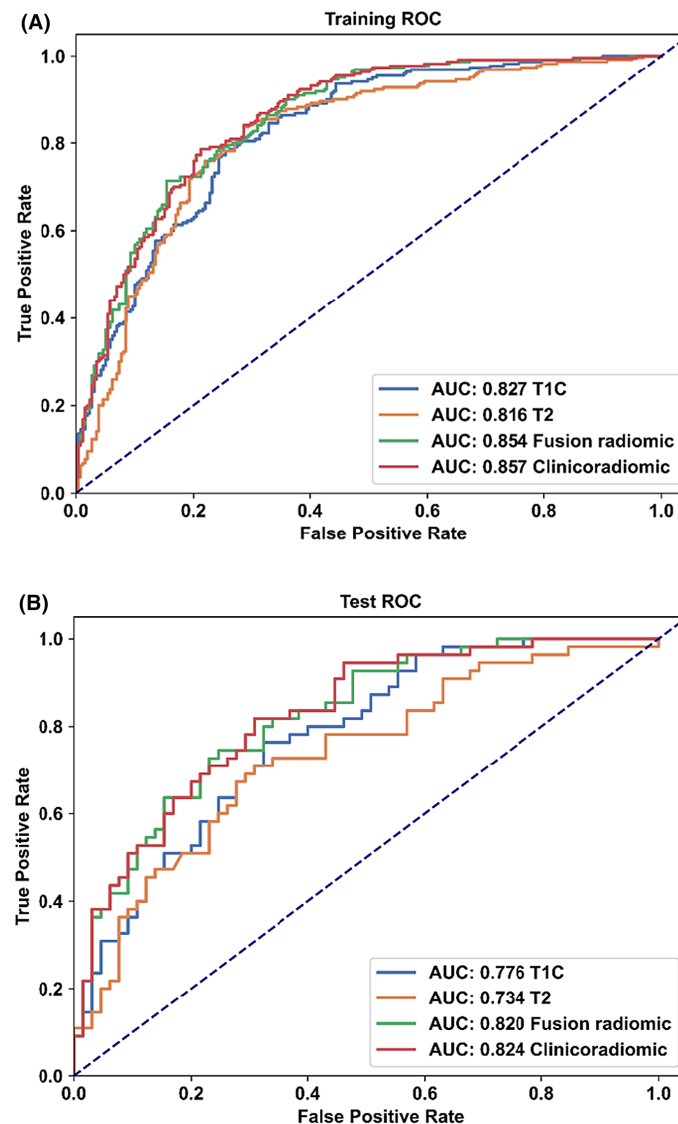 (A)
Training ROC
1.0
0.8
0.6
0.4
0.2
0.0
True Positive Rate
AUC: 0.827 T1C
AUC: 0.816 T2
AUC: 0.854 Fusion radiomic
AUC: 0.857 Clinicoradiomic
0.0 0.2 0.4 0.6 0.8 1.0
False Positive Rate
(B)
Test ROC
1.0
0.8
0.6
0.4
0.2
0.0
True Positive Rate
AUC: 0.776 T1C
AUC: 0.734 T2
AUC: 0.820 Fusion radiomic
AUC: 0.824 Clinicoradiomic
0.0 0.2 0.4 0.6 0.8 1.0
False Positive Rate